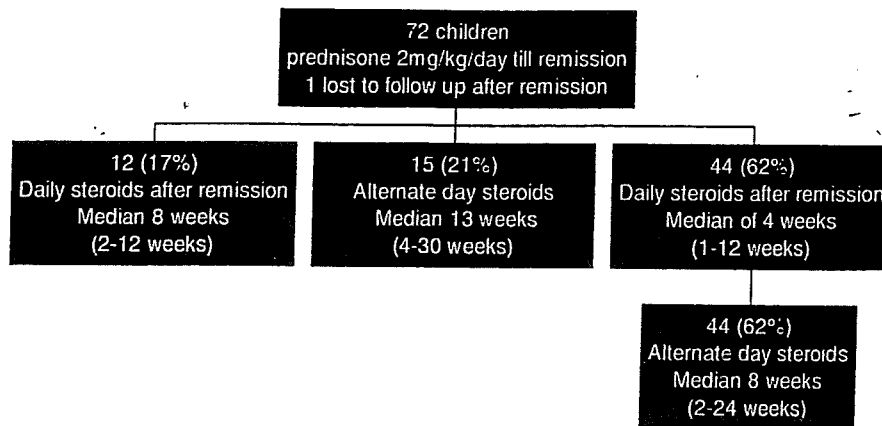 72 children
prednisone 2mg/kg/day till remission
1 lost to follow up after remission
12 (17%)
Daily steroids after remission
Median 8 weeks
(2-12 weeks)
15 (21%)
Alternate day steroids
Median 13 weeks
(4-30 weeks)
44 (62%)
Daily steroids after remission
Median of 4 weeks
(1-12 weeks)
44 (62%)
Alternate day steroids
Median 8 weeks
(2-24 weeks)